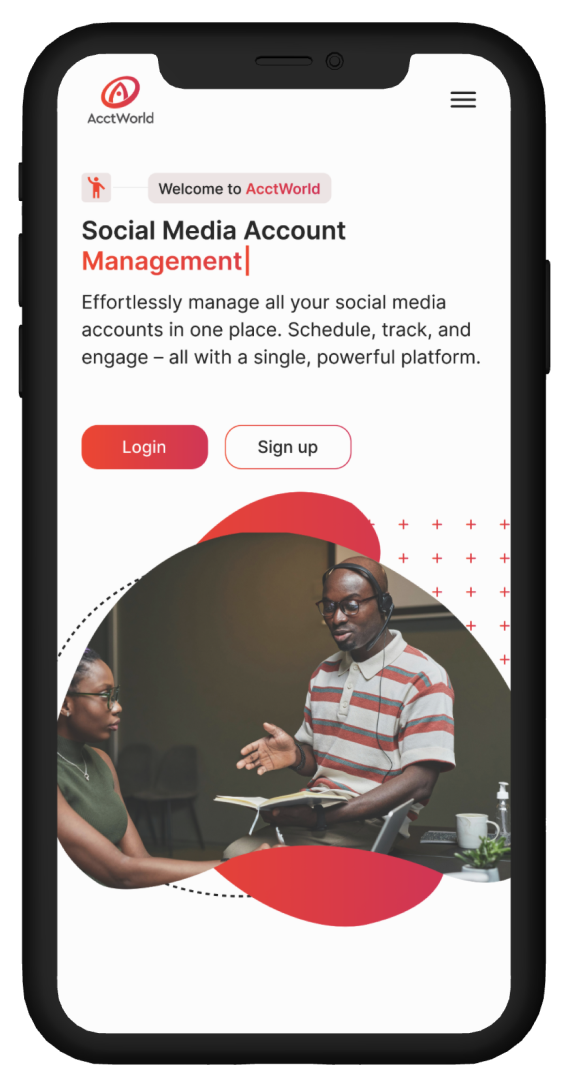 AcctWorld
Welcome to AcctWorld
Social Media Account
Management
Effortlessly manage all your social media
accounts in one place. Schedule, track, and
engage – all with a single, powerful platform.
Login
Sign up